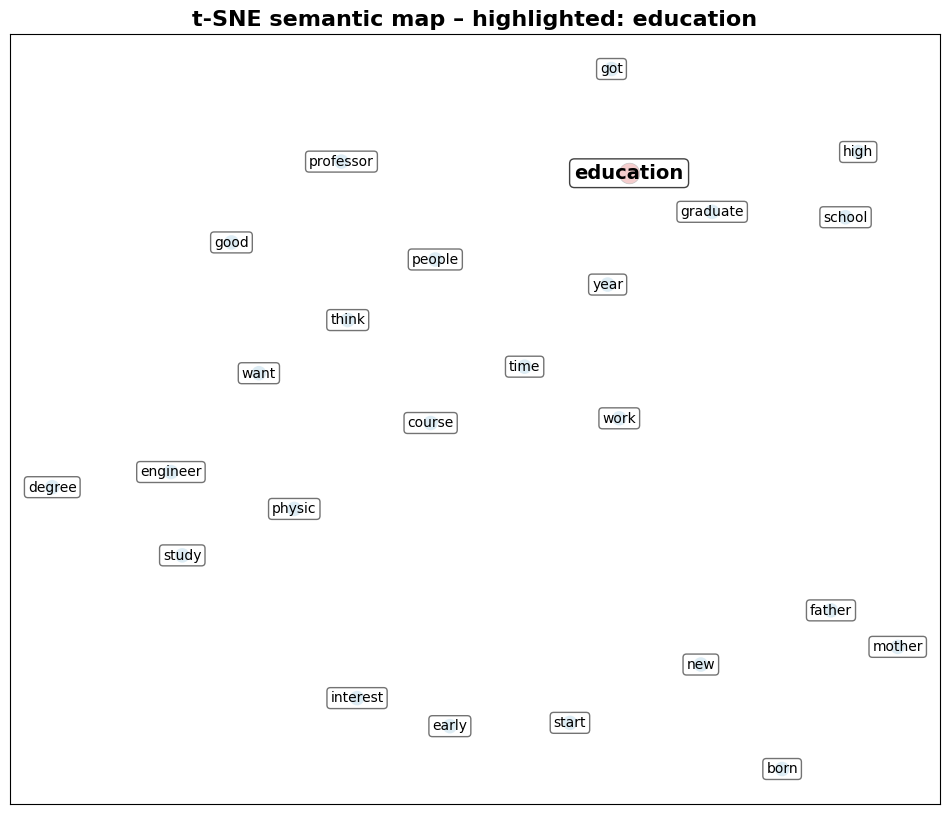 t-SNE semantic map – highlighted: education
got
high
professor
education
graduate
school
good
people
year
think
time
want
work
course
engineer
degree
physic
study
father
mother
new
interest
start
early
born